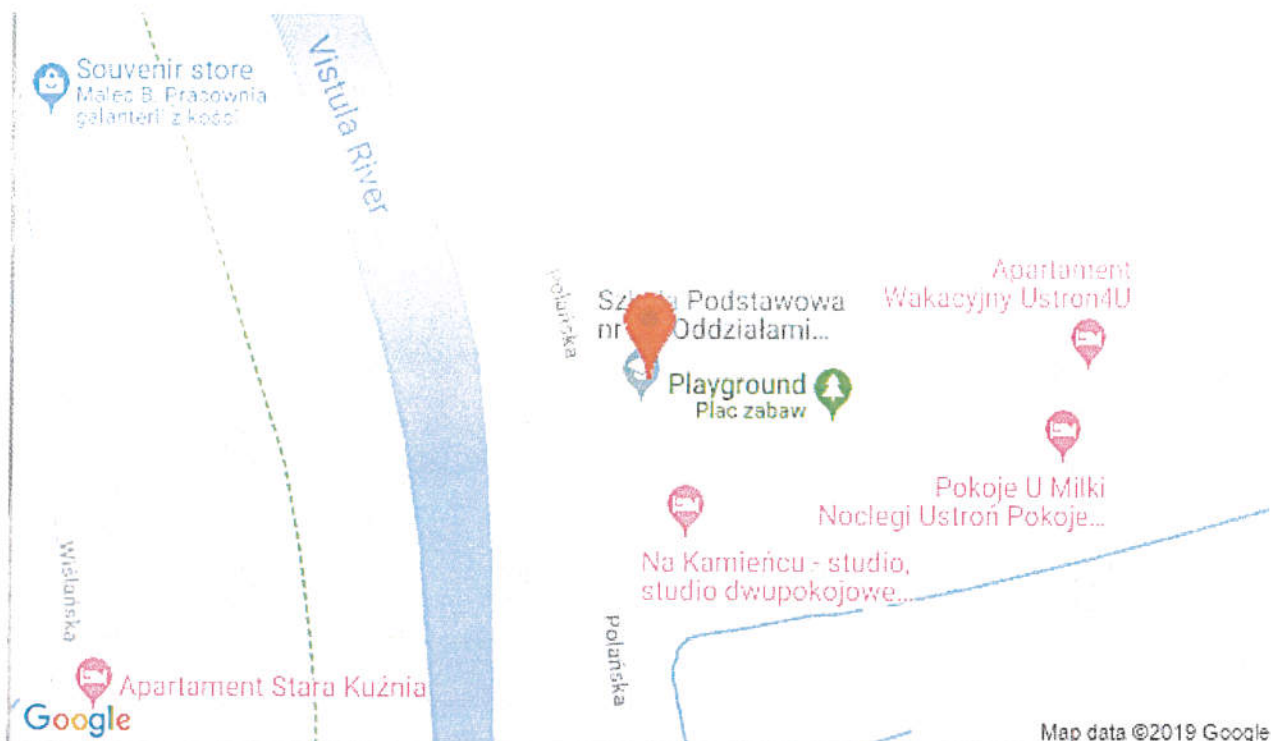 Souvenir store
Malec B. Pracownia
galanterii z kości
Vistula River
Polańska
Podstawowa
nr Oddziałami...
Playground
Plac zabaw
Apartament
Wakacyjny Ustron4U
Pokoje U Milki
Noclegi Ustroń Pokoje...
Na Kamieńcu - studio,
studio dwupokojowe...
Wiślańska
Polańska
Apartament Stara Kuźnia
Google
Map data ©2019 Google